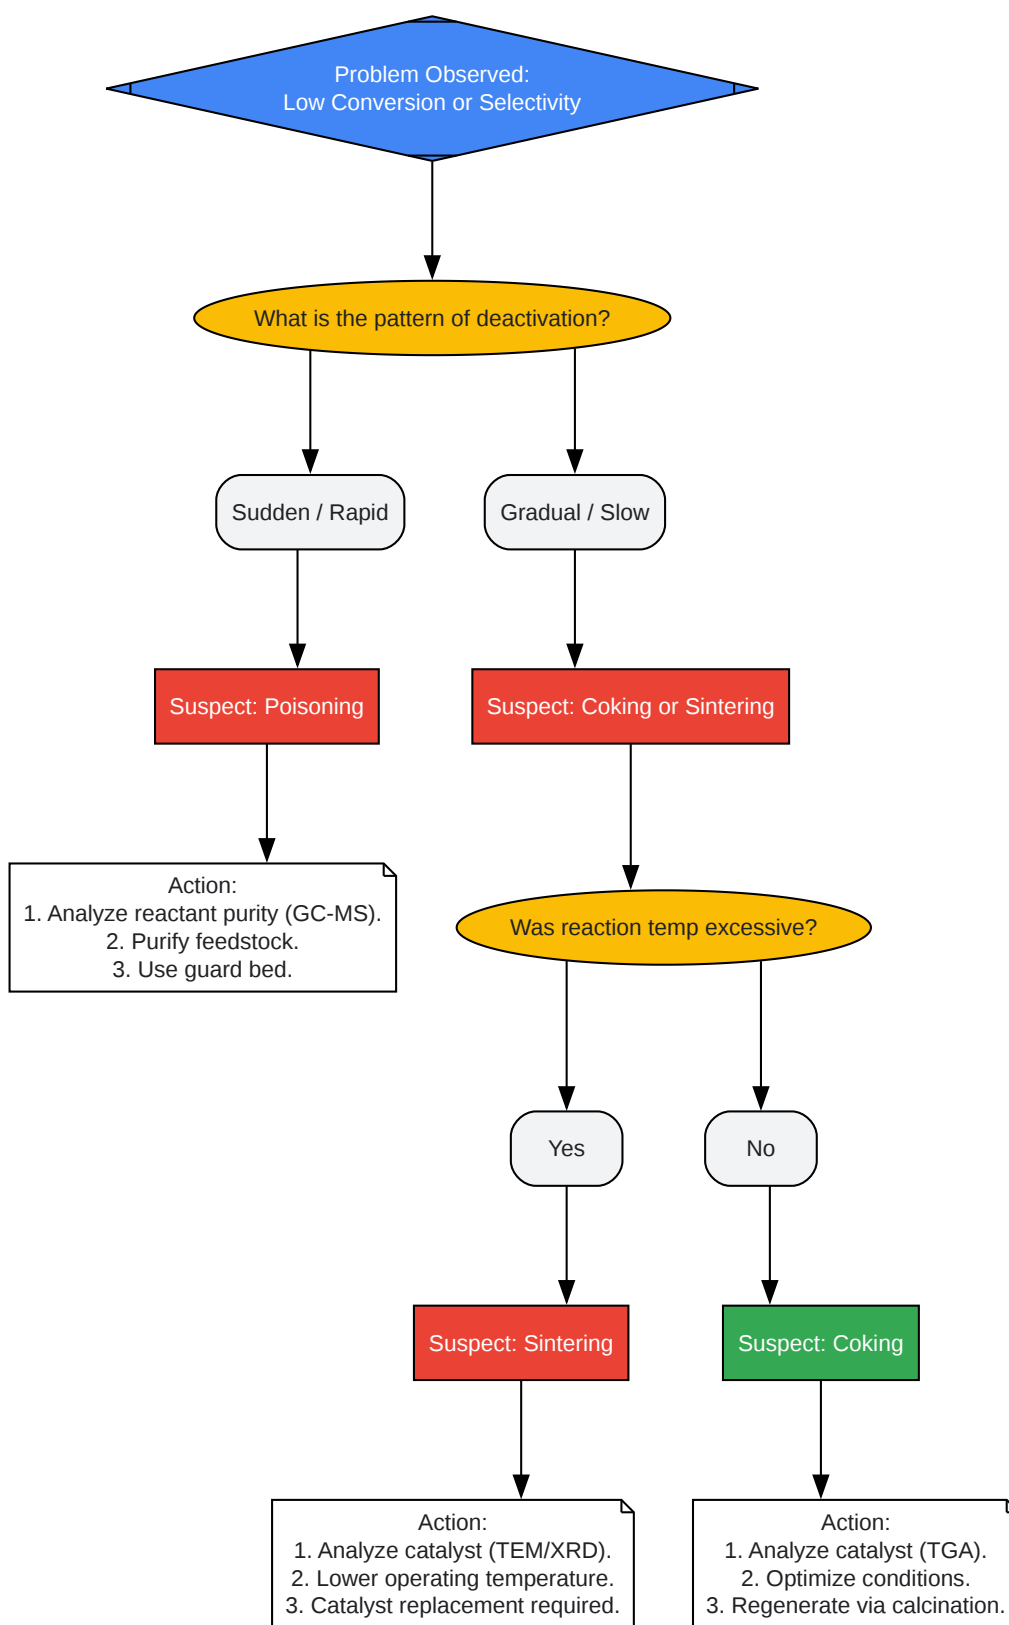 Problem Observed:
Low Conversion or Selectivity
What is the pattern of deactivation?
Sudden / Rapid
Gradual / Slow
Suspect: Poisoning
Suspect: Coking or Sintering
Action:
1. Analyze reactant purity (GC-MS).
2. Purify feedstock.
3. Use guard bed.
Was reaction temp excessive?
Yes
No
Suspect: Sintering
Suspect: Coking
Action:
1. Analyze catalyst (TEM/XRD).
2. Lower operating temperature.
3. Catalyst replacement required.
Action:
1. Analyze catalyst (TGA).
2. Optimize conditions.
3. Regenerate via calcination.